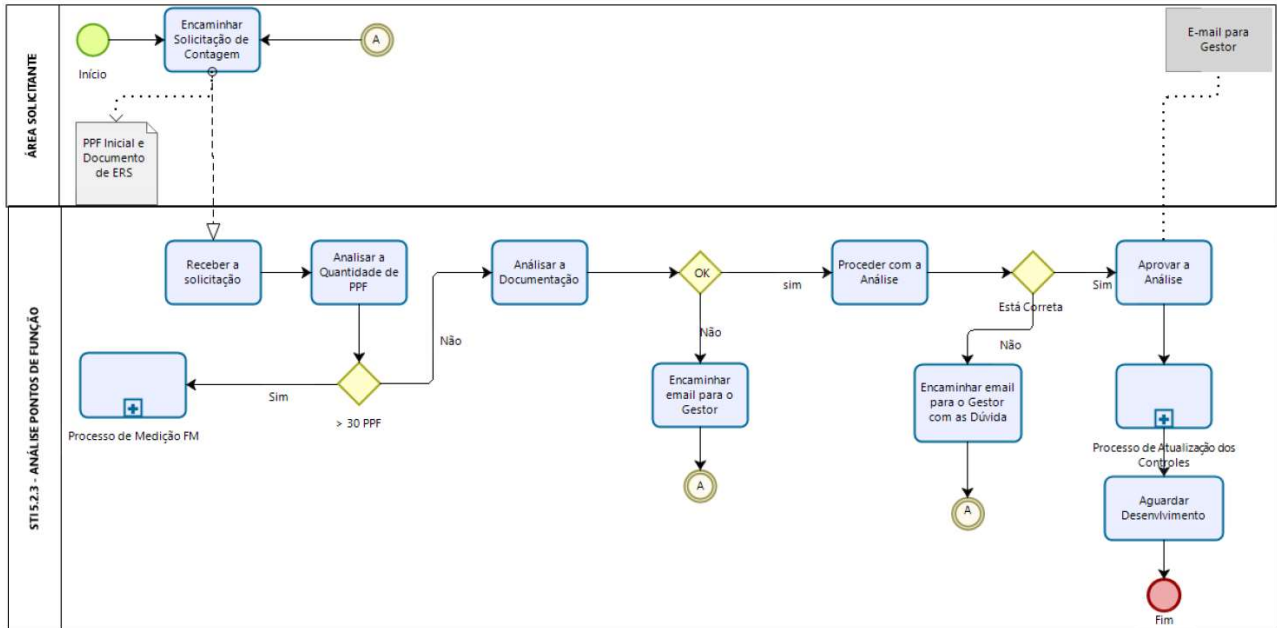 ÁREA SOLICITANTE
Início
Encaminhar
Solicitação de
Contagem
A
E-mail para
Gestor
PPF Inicial e
Documento
de ERS
STI 5.2.3 - ANÁLISE PONTOS DE FUNÇÃO
Receber a
solicitação
Analisar a
Quantidade de
PPF
Análisar a
Documentação
OK
sim
Proceder com a
Análise
Está Correta
Sim
Aprovar a
Análise
Não
Não
Não
Sim
> 30 PPF
Processo de Medição FM
Encaminhar
email para o
Gestor
A
Encaminhar email
para o Gestor
com as Dúvida
A
Processo de Atualização dos
Controles
Aguardar
Desenvlvimento
Fim